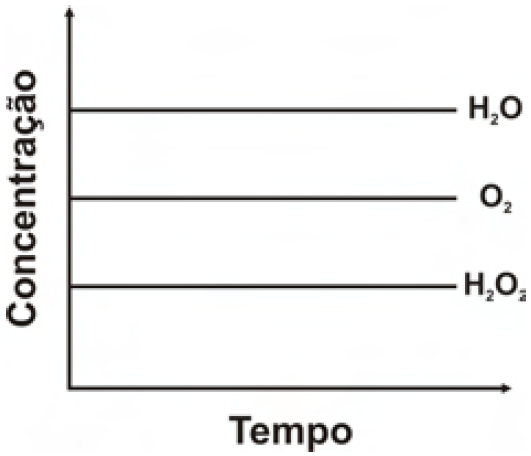 Concentração
H₂O
O₂
H₂O₂
Tempo